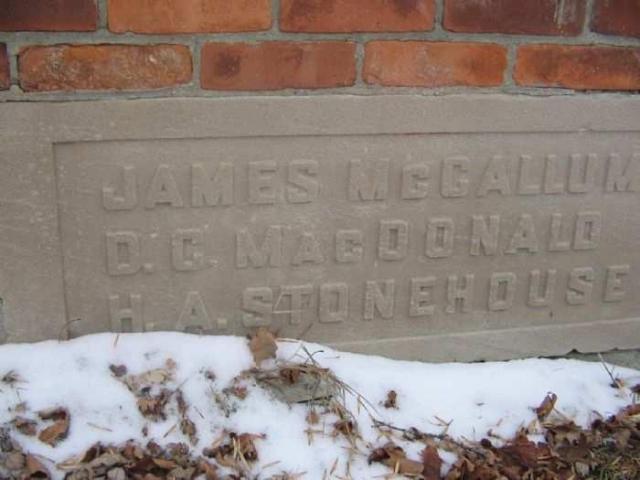 JAMES McCALLUM
D. C. MacDONALD
H. A. STONEHOUSE